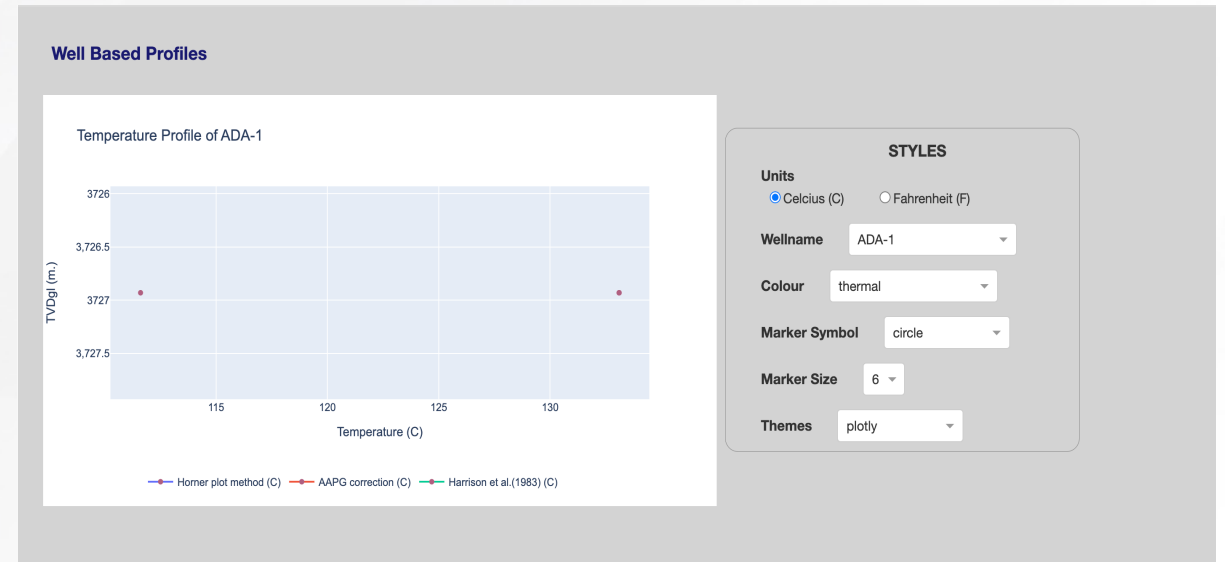 Well Based Profiles
Temperature Profile of ADA-1
3726
3,726.5
3727
3,727.5
TVDgl (m.)
115 120 125 130
Temperature (C)
Horner plot method (C) AAPG correction (C) Harrison et al.(1983) (C)
STYLES
Units
Celcius (C) Fahrenheit (F)
Wellname ADA-1
Colour thermal
Marker Symbol circle
Marker Size 6
Themes plotly